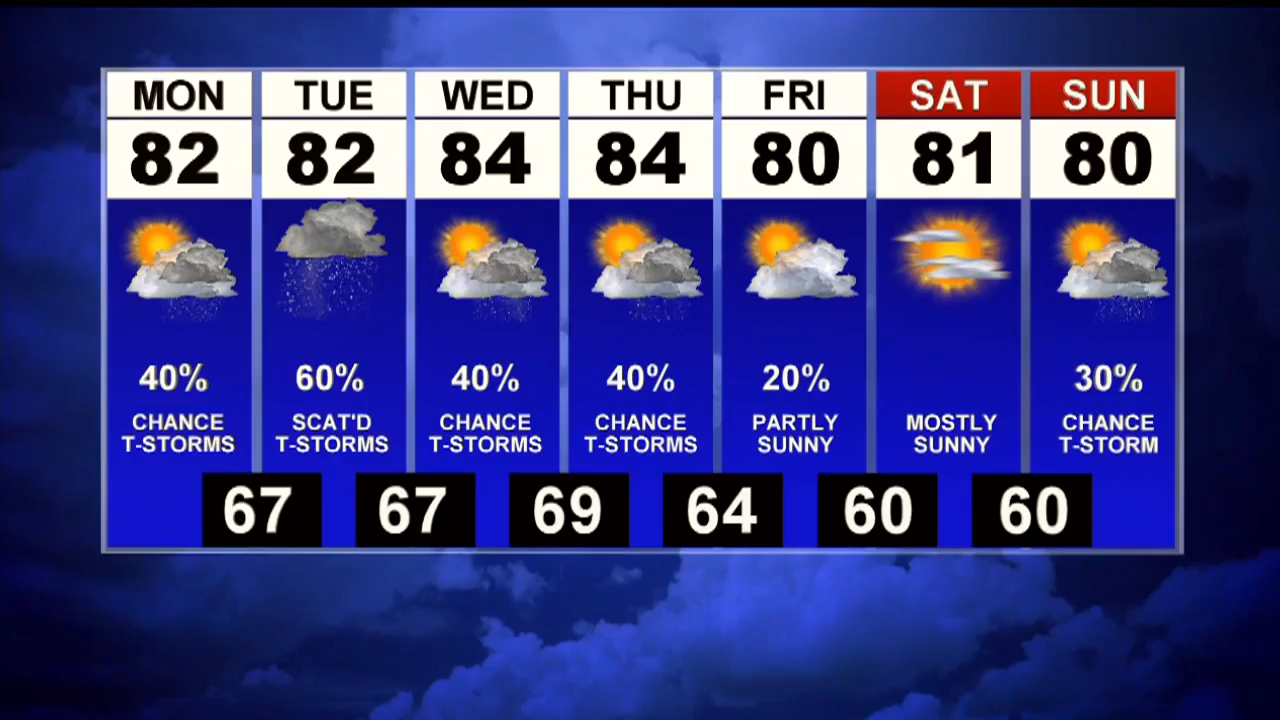 MON TUE WED THU FRI SAT SUN
82 82 84 84 80 81 80
40% 60% 40% 40% 20% 30%
CHANCE SCAT'D CHANCE CHANCE PARTLY MOSTLY CHANCE
T-STORMS T-STORMS T-STORMS T-STORMS SUNNY SUNNY T-STORM
67 67 69 64 60 60